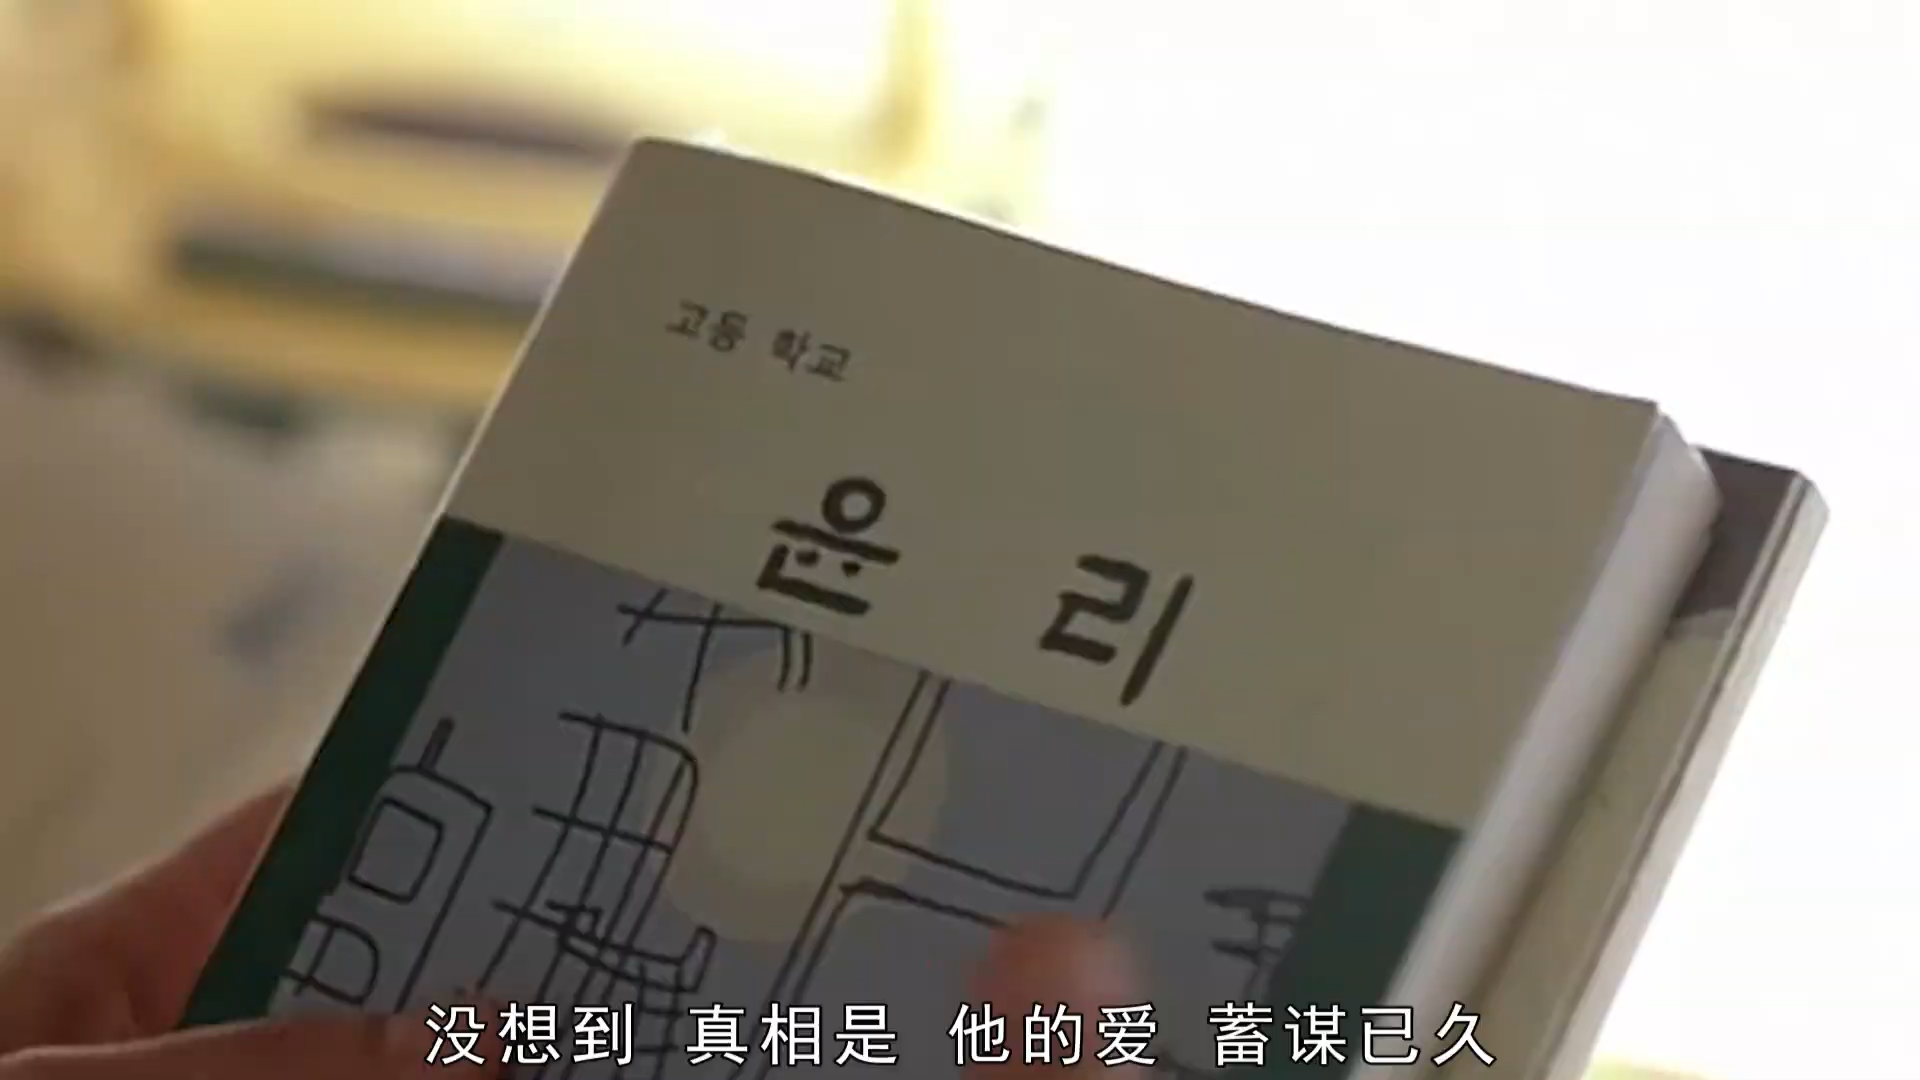 고등 학교
윤 리
没想到 真相是 他的爱 蓄谋已久